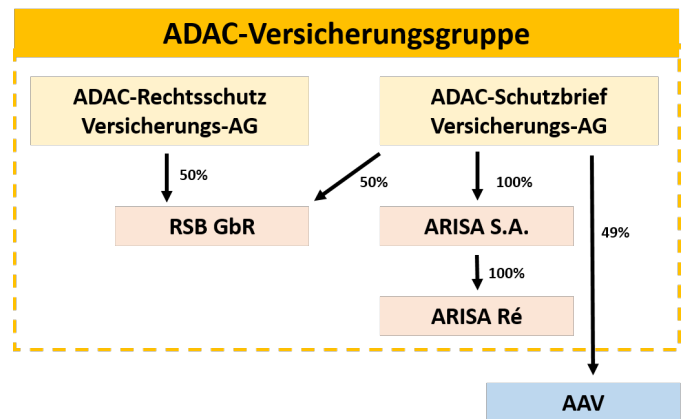 ADAC-Versicherungsgruppe
ADAC-Rechtsschutz
Versicherungs-AG
ADAC-Schutzbrief
Versicherungs-AG
50%
50%
100%
RSB GbR
ARISA S.A.
49%
100%
ARISA Ré
AAV